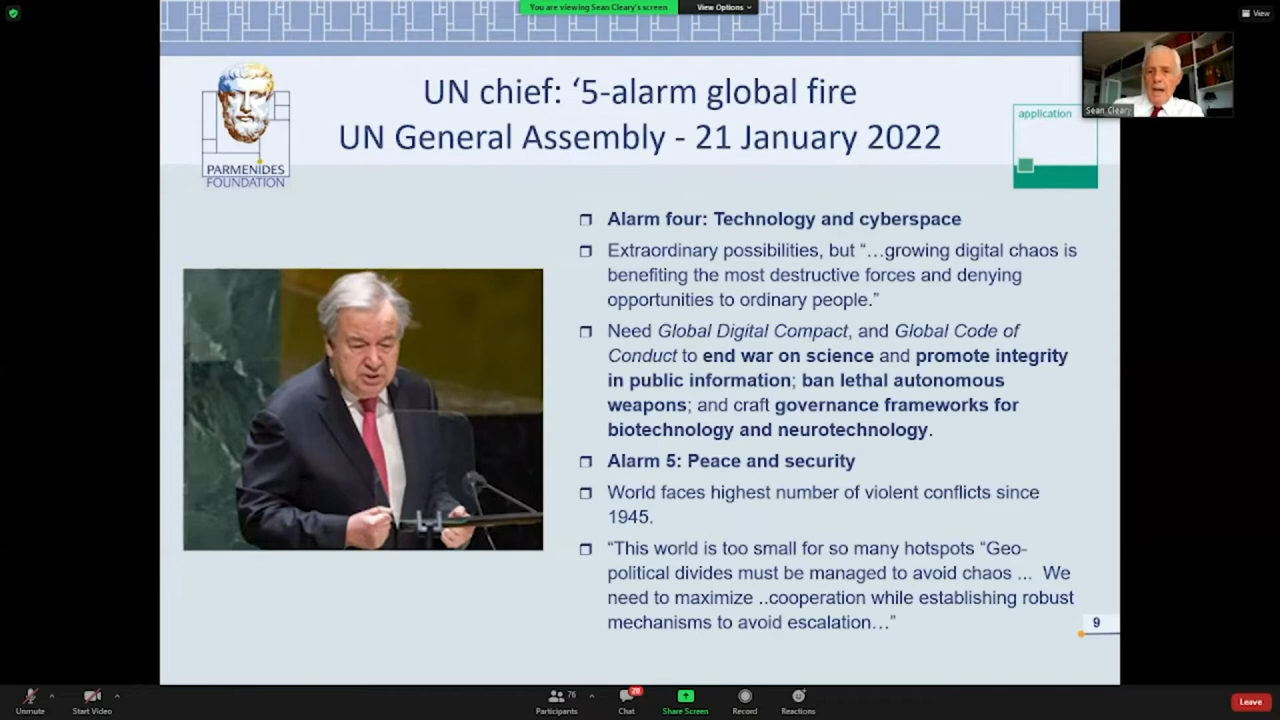 You are viewing Sean Cleary's screen
View Options
View
UN chief: ‘5-alarm global fire
UN General Assembly - 21 January 2022
PARMENIDES
FOUNDATION
application
Sean Cleary
Alarm four: Technology and cyberspace
Extraordinary possibilities, but “…growing digital chaos is
benefiting the most destructive forces and denying
opportunities to ordinary people.”
Need Global Digital Compact, and Global Code of
Conduct to end war on science and promote integrity
in public information; ban lethal autonomous
weapons; and craft governance frameworks for
biotechnology and neurotechnology.
Alarm 5: Peace and security
World faces highest number of violent conflicts since
1945.
“This world is too small for so many hotspots “Geo-
political divides must be managed to avoid chaos ... We
need to maximize ..cooperation while establishing robust
mechanisms to avoid escalation…”
9
Unmute
Start Video
76
Participants
28
Chat
Share Screen
Record
Reactions
Leave